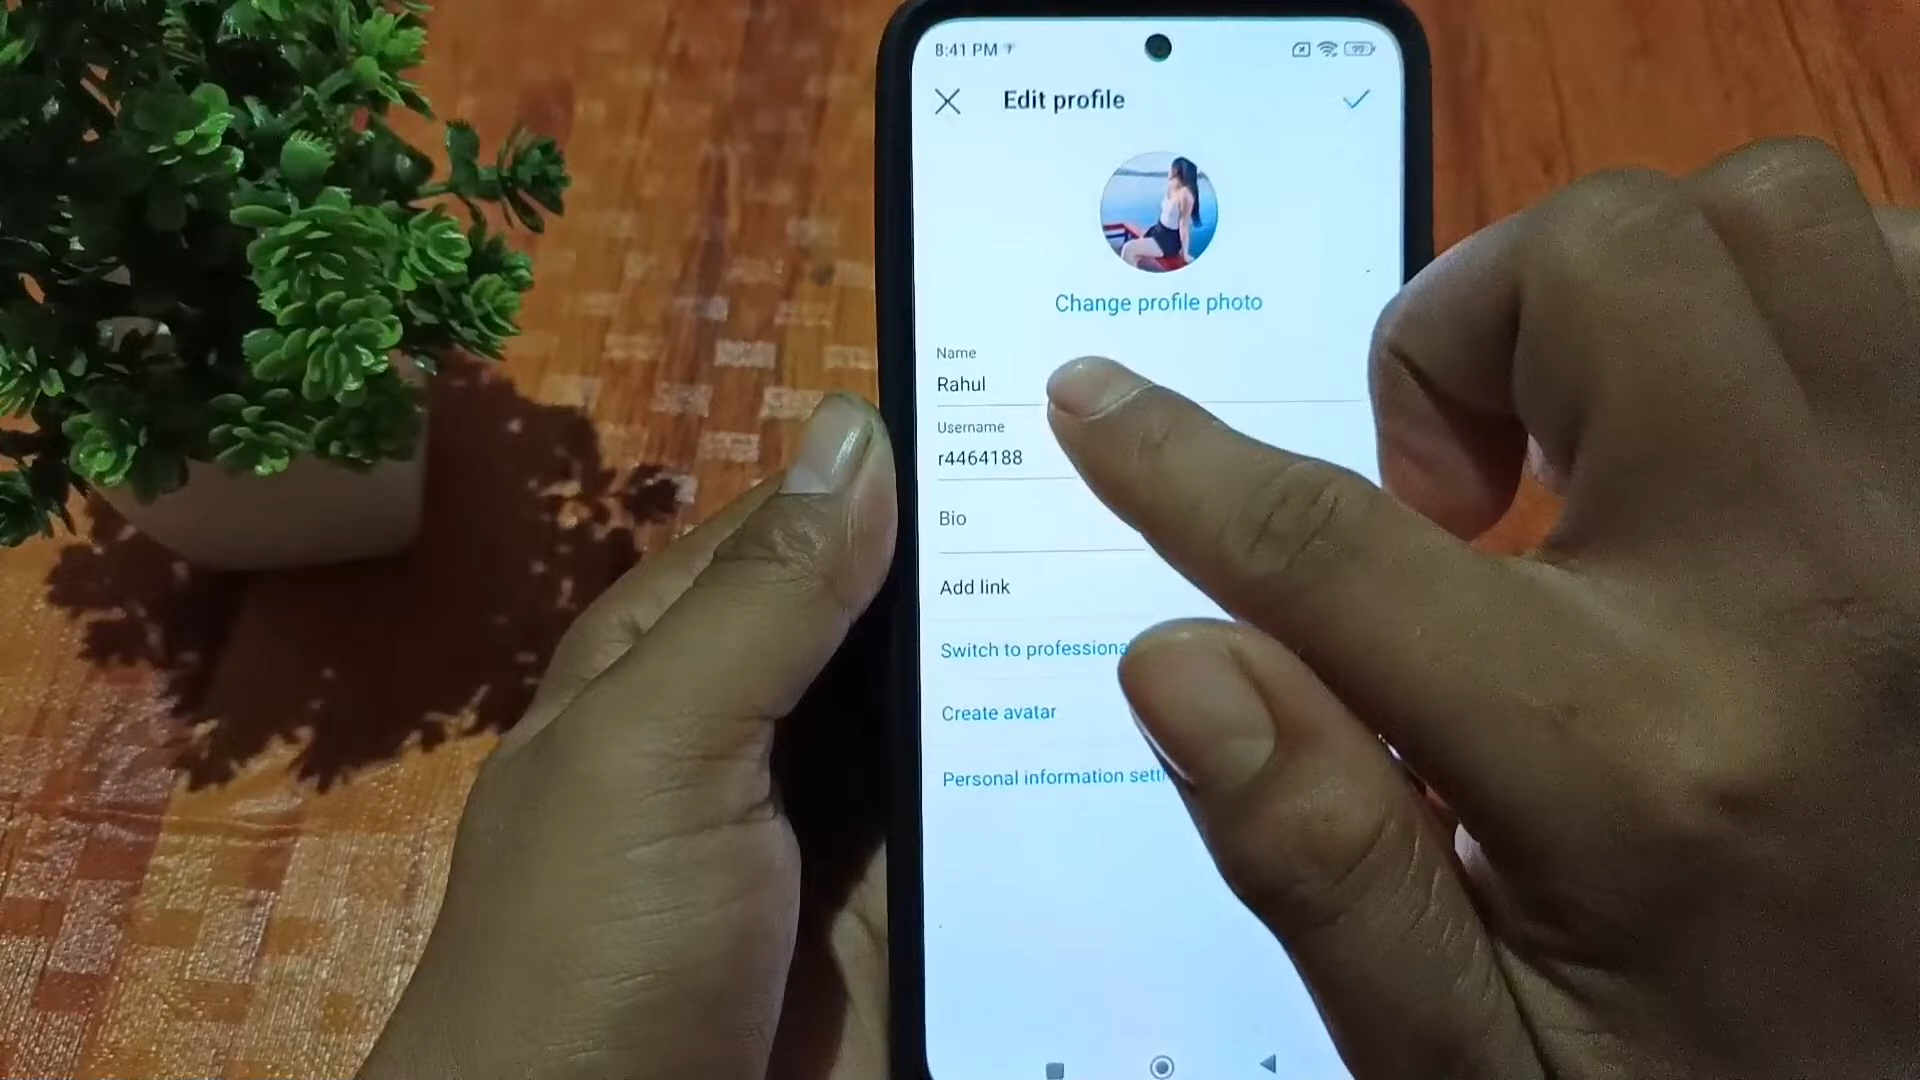 8:41 PM
99
Edit profile
Change profile photo
Name
Rahul
Username
r4464188
Bio
Add link
Switch to professiona
Create avatar
Personal information sett